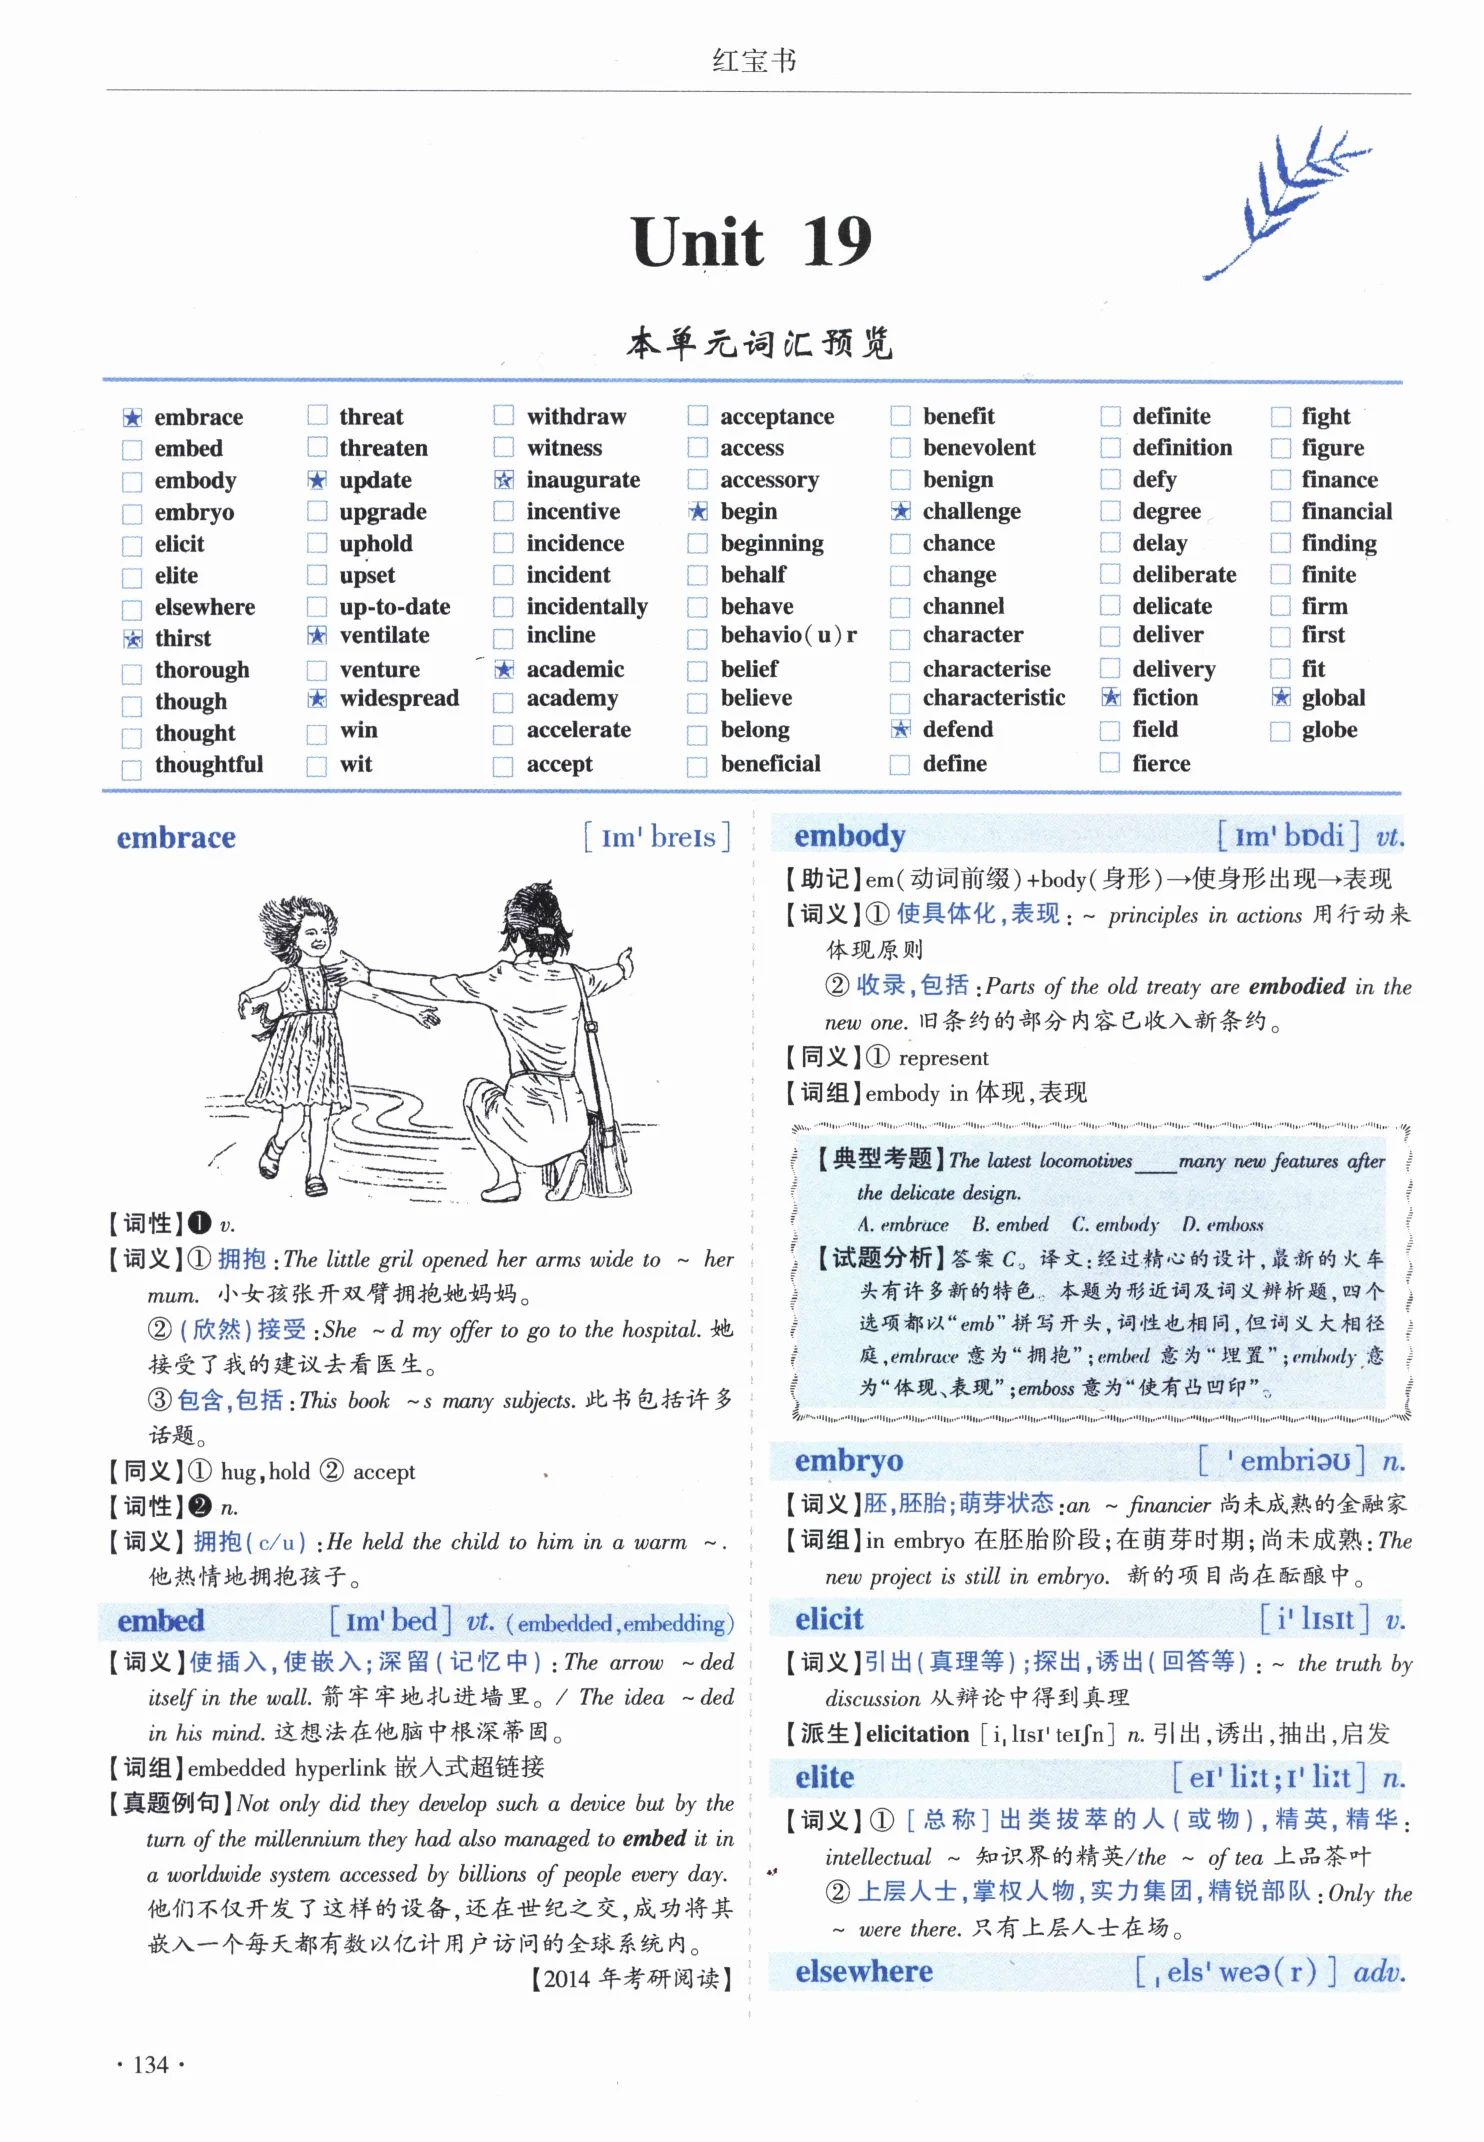 红宝书
Unit 19
本单元词汇预览
embrace threat withdraw acceptance benefit definite fight
embed threaten witness access benevolent definition figure
embody update inaugurate accessory benign defy finance
embryo upgrade incentive begin challenge degree financial
elicit uphold incidence beginning chance delay finding
elite upset incident behalf change deliberate finite
elsewhere up-to-date incidentally behave channel delicate firm
thirst ventilate incline behavio(u)r character deliver first
thorough venture academic belief characterise delivery fit
though widespread academy believe characteristic fiction global
thought win accelerate belong defend field globe
thoughtful wit accept beneficial define fierce
embrace [ɪmˈbreɪs]
【词性】❶ v.
【词义】① 拥抱:The little gril opened her arms wide to ~ her
mum. 小女孩张开双臂拥抱她妈妈。
②(欣然)接受:She ~d my offer to go to the hospital. 她
接受了我的建议去看医生。
③包含,包括:This book ~s many subjects. 此书包括许多
话题。
【同义】① hug,hold ② accept
【词性】❷ n.
【词义】拥抱(c/u):He held the child to him in a warm ~.
他热情地拥抱孩子。
embed [ɪmˈbed] vt. (embedded,embedding)
【词义】使插入,使嵌入;深留(记忆中):The arrow ~ded
itself in the wall. 箭牢牢地扎进墙里。/ The idea ~ded
in his mind. 这想法在他脑中根深蒂固。
【词组】embedded hyperlink 嵌入式超链接
【真题例句】Not only did they develop such a device but by the
turn of the millennium they had also managed to embed it in
a worldwide system accessed by billions of people every day.
他们不仅开发了这样的设备,还在世纪之交,成功将其
嵌入一个每天都有数以亿计用户访问的全球系统内。
【2014 年考研阅读】
embody [ɪmˈbɒdi] vt.
【助记】em(动词前缀)+body(身形)→使身形出现→表现
【词义】① 使具体化,表现:~ principles in actions 用行动来
体现原则
② 收录,包括:Parts of the old treaty are embodied in the
new one. 旧条约的部分内容已收入新条约。
【同义】① represent
【词组】embody in 体现,表现
【典型考题】The latest locomotives____many new features after
the delicate design.
A. embrace B. embed C. embody D. emboss
【试题分析】答案 C。译文:经过精心的设计,最新的火车
头有许多新的特色。本题为形近词及词义辨析题,四个
选项都以“emb”拼写开头,词性也相同,但词义大相径
庭,embrace 意为“拥抱”;embed 意为“埋置”;embody 意
为“体现、表现”;emboss 意为“使有凸凹印”。
embryo [ˈembriəʊ] n.
【词义】胚,胚胎;萌芽状态:an ~ financier 尚未成熟的金融家
【词组】in embryo 在胚胎阶段;在萌芽时期;尚未成熟:The
new project is still in embryo. 新的项目尚在酝酿中。
elicit [iˈlɪsɪt] v.
【词义】引出(真理等);探出,诱出(回答等):~ the truth by
discussion 从辩论中得到真理
【派生】elicitation [iˌlɪsɪˈteɪʃn] n. 引出,诱出,抽出,启发
elite [eɪˈliːt;ɪˈliːt] n.
【词义】①[总称]出类拔萃的人(或物),精英,精华:
intellectual ~ 知识界的精英/the ~ of tea 上品茶叶
② 上层人士,掌权人物,实力集团,精锐部队:Only the
~ were there. 只有上层人士在场。
elsewhere [ˌelsˈweə(r)] adv.
·134·